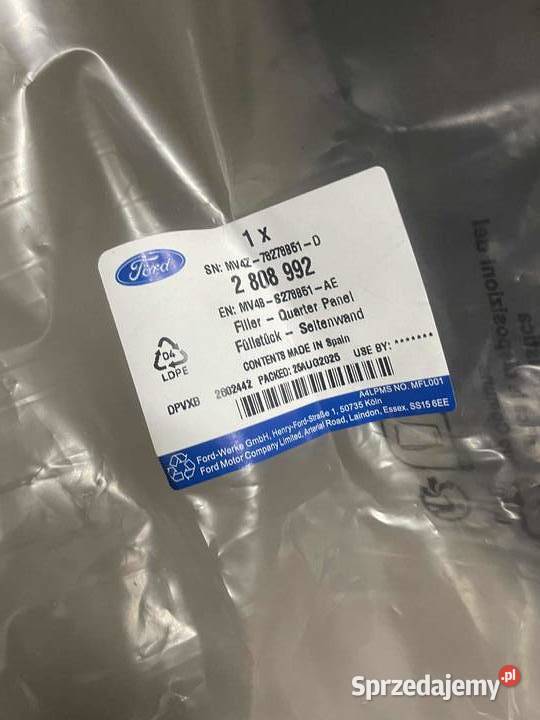 Ford
1 X
SN: MV4Z-78278851-D
2 808 992
EN: MV4B-S278851-AE
Filler - Quarter Panel
Füllstück - Seitenwand
CONTENTS MADE IN Spain
04
LDPE
DPVXB 2602442 PACKED: 25AUG2025 USE BY: *******
A4LPMS NO. MFL001
Ford-Werke GmbH, Henry-Ford-Straße 1, 50735 Köln
Ford Motor Company Limited, Arterial Road, Laindon, Essex. SS15 6EE
Sprzedajemy.pl